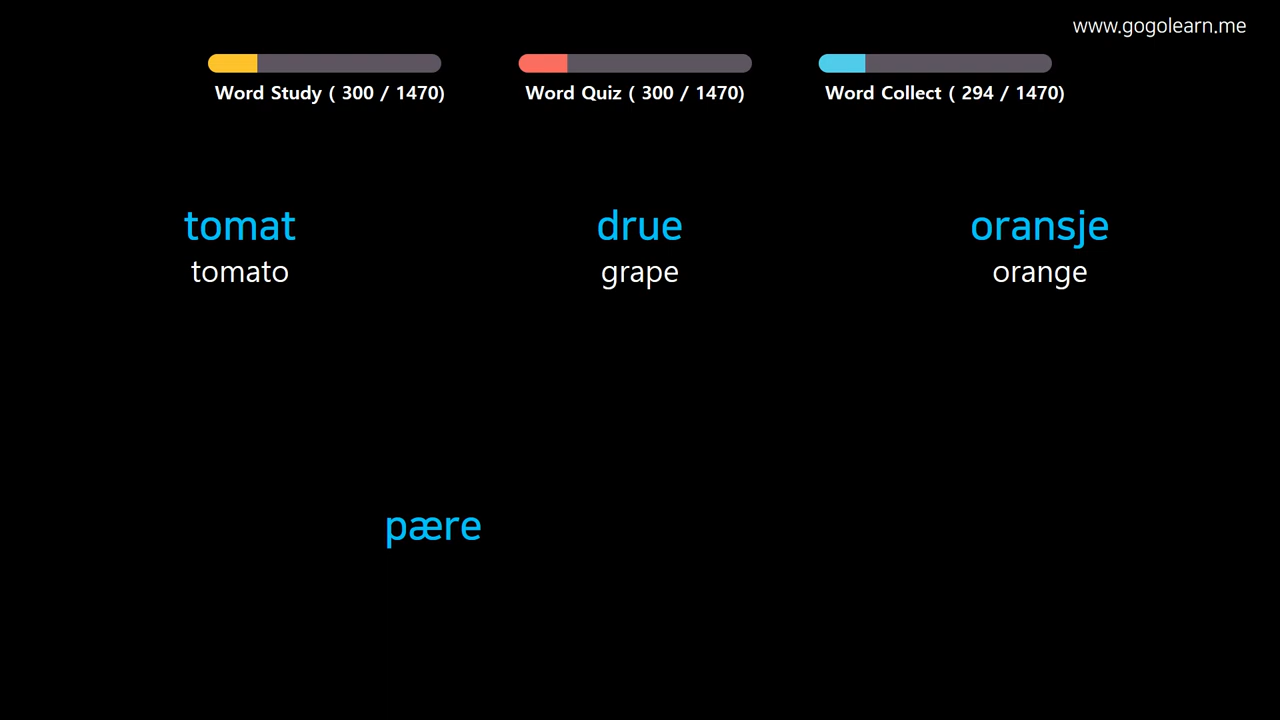 www.gogolearn.me
Word Study ( 300 / 1470)
Word Quiz ( 300 / 1470)
Word Collect ( 294 / 1470)
tomat
tomato
drue
grape
oransje
orange
pære